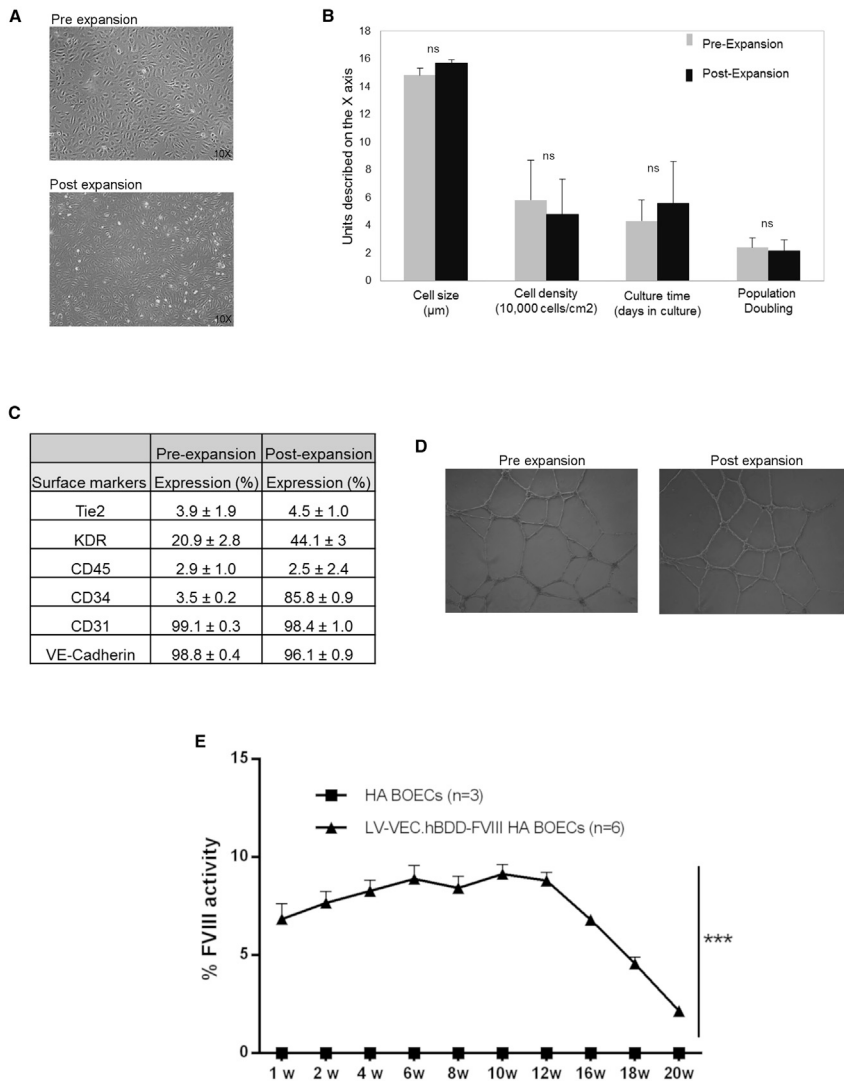 A
Pre expansion
10X
Post expansion
10X
B
Units described on the X axis
18
16
14
12
10
8
6
4
2
0
ns
ns
ns
ns
Pre-Expansion
Post-Expansion
Cell size
(µm)
Cell density
(10,000 cells/cm2)
Culture time
(days in culture)
Population
Doubling
C
Pre-expansion Post-expansion
Surface markers Expression (%) Expression (%)
Tie2 3.9 ± 1.9 4.5 ± 1.0
KDR 20.9 ± 2.8 44.1 ± 3
CD45 2.9 ± 1.0 2.5 ± 2.4
CD34 3.5 ± 0.2 85.8 ± 0.9
CD31 99.1 ± 0.3 98.4 ± 1.0
VE-Cadherin 98.8 ± 0.4 96.1 ± 0.9
D
Pre expansion
Post expansion
E
% FVIII activity
15
10
5
0
HA BOECs (n=3)
LV-VEC.hBDD-FVIII HA BOECs (n=6)
***
1 w 2 w 4 w 6w 8w 10w 12w 16w 18w 20w